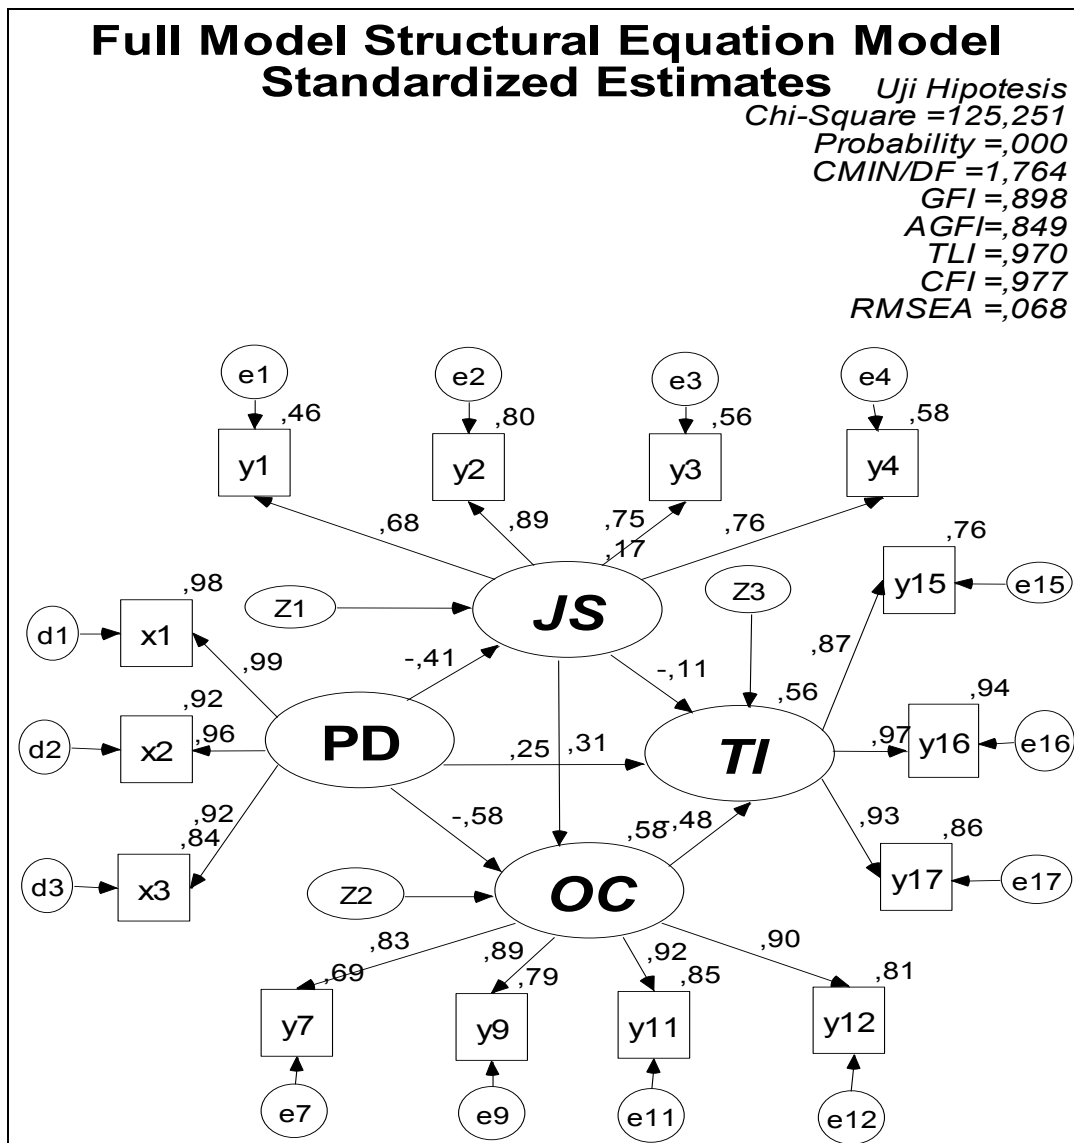 Full Model Structural Equation Model
Standardized Estimates
Uji Hipotesis
Chi-Square =125,251
Probability =,000
CMIN/DF =1,764
GFI =,898
AGFI=,849
TLI =,970
CFI =,977
RMSEA =,068
e1
e2
e3
e4
,46
,80
,56
,58
y1
y2
y3
y4
,68
,89
,75
,76
,17
,76
Z1
JS
Z3
y15
e15
,98
d1
x1
,99
-,41
-,11
,87
,56
,92
,94
d2
x2
,96
PD
,25
,31
TI
,97
y16
e16
,92
,84
-,58
,58
-,48
,93
,86
d3
x3
Z2
OC
y17
e17
,83
,89
,92
,90
,69
,79
,85
,81
y7
y9
y11
y12
e7
e9
e11
e12